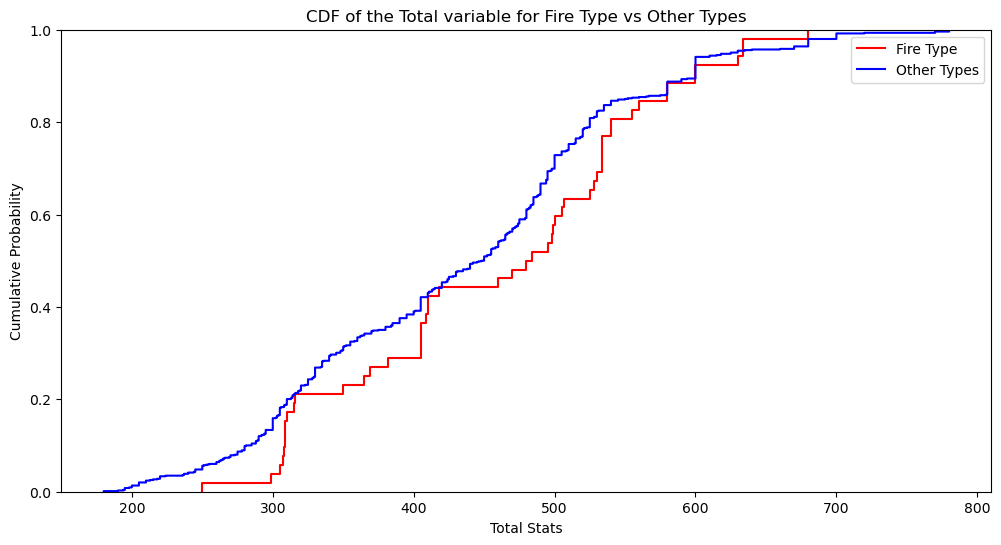 CDF of the Total variable for Fire Type vs Other Types
1.0
0.8
0.6
0.4
0.2
0.0
Cumulative Probability
Fire Type
Other Types
200
300
400
500
600
700
800
Total Stats